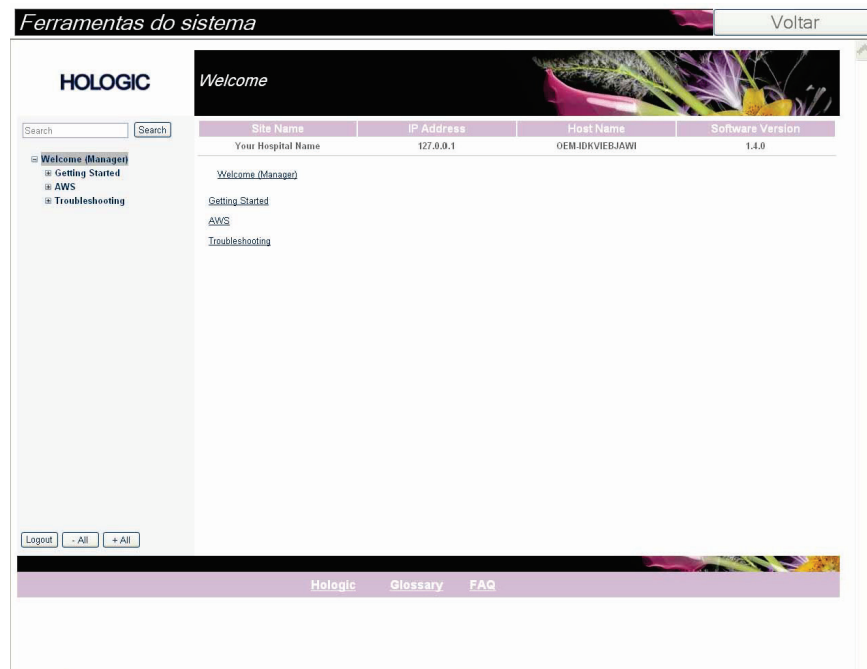 Ferramentas do sistema
Voltar
HOLOGIC
Welcome
Search Search
Welcome (Manager)
Getting Started
AWS
Troubleshooting
Site Name IP Address Host Name Software Version
Your Hospital Name 127.0.0.1 OEM-IDKVIEBJAWI 1.4.0
Welcome (Manager)
Getting Started
AWS
Troubleshooting
Logout - All + All
Hologic Glossary FAQ